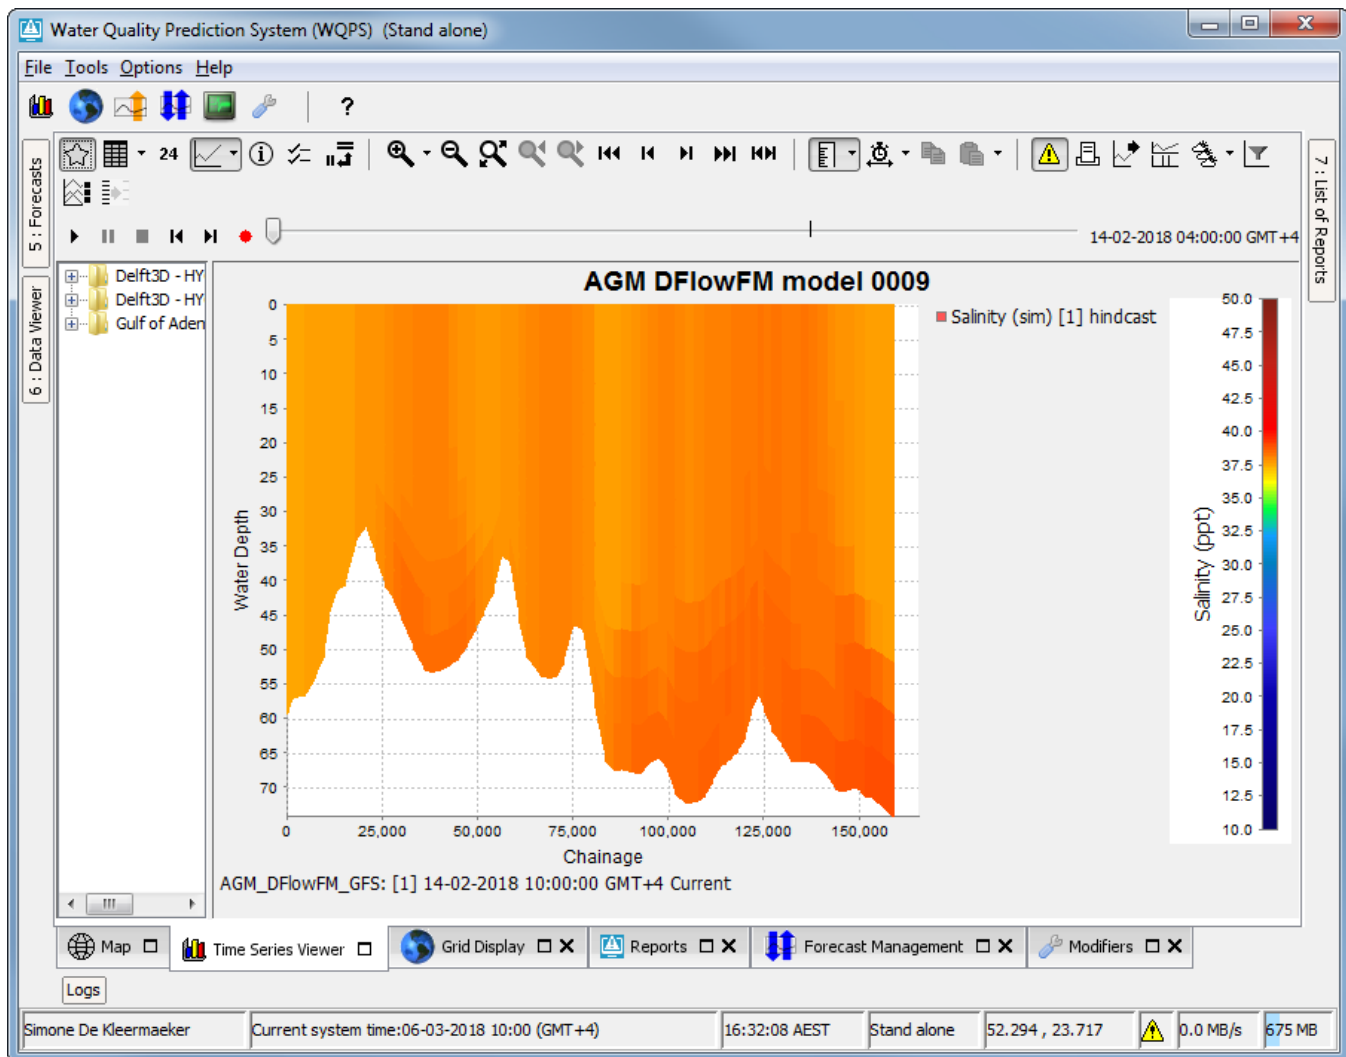 Water Quality Prediction System (WQPS) (Stand alone)
File Tools Options Help
?
24
5 : Forecasts
6 : Data Viewer
7 : List of Reports
14-02-2018 04:00:00 GMT+4
Delft3D - HY
Delft3D - HY
Gulf of Aden
AGM DFlowFM model 0009
Salinity (sim) [1] hindcast
Water Depth
0
5
10
15
20
25
30
35
40
45
50
55
60
65
70
0 25,000 50,000 75,000 100,000 125,000 150,000
Chainage
Salinity (ppt)
50.0
47.5
45.0
42.5
40.0
37.5
35.0
32.5
30.0
27.5
25.0
22.5
20.0
17.5
15.0
12.5
10.0
AGM_DFlowFM_GFS: [1] 14-02-2018 10:00:00 GMT+4 Current
Map Time Series Viewer Grid Display Reports Forecast Management Modifiers
Logs
Simone De Kleermaeker Current system time:06-03-2018 10:00 (GMT+4) 16:32:08 AEST Stand alone 52.294 , 23.717 0.0 MB/s 675 MB